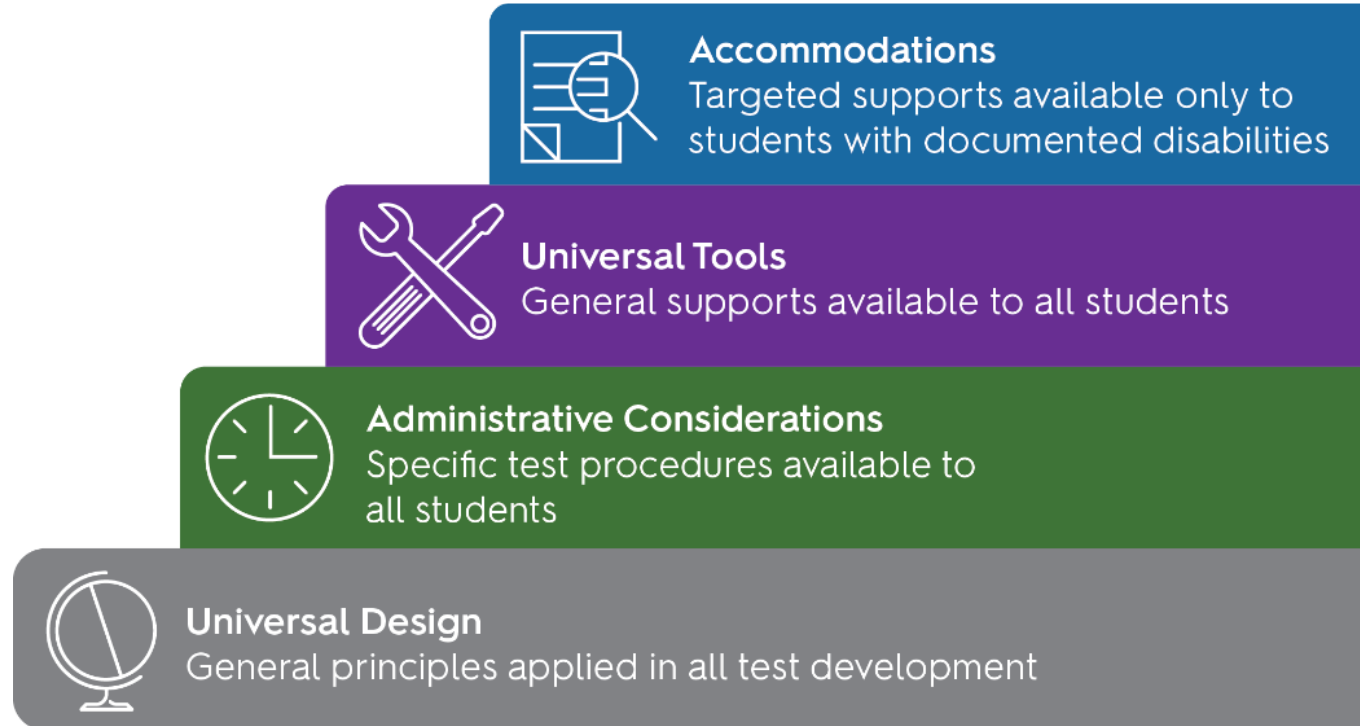 Accommodations
Targeted supports available only to
students with documented disabilities
Universal Tools
General supports available to all students
Administrative Considerations
Specific test procedures available to
all students
Universal Design
General principles applied in all test development